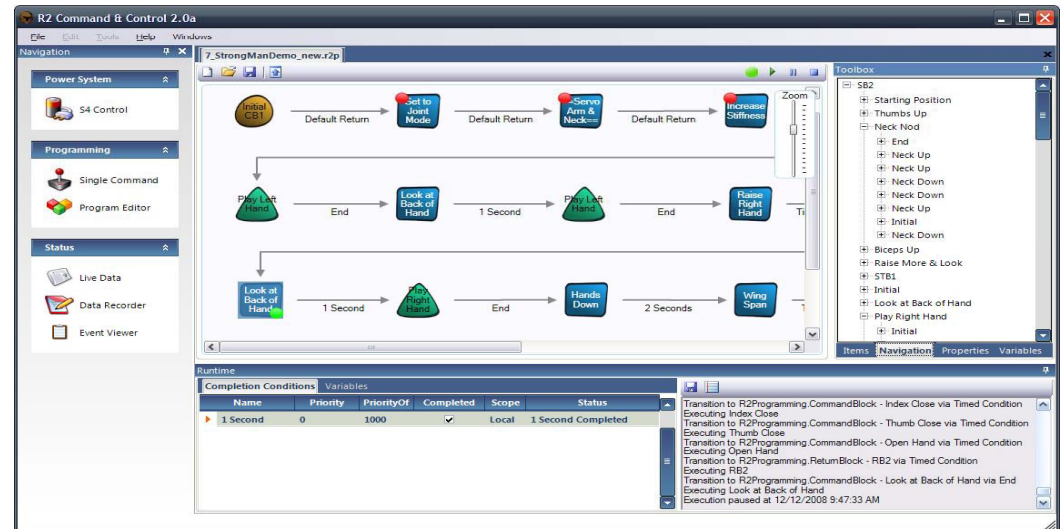 R2 Command & Control 2.0a
File Edit Tools Help Windows
Navigation
Power System
S4 Control
Programming
Single Command
Program Editor
Status
Live Data
Data Recorder
Event Viewer
7_StrongManDemo_new.r2p
Zoom
Initial CB1
Default Return
Set to Joint Mode
Default Return
=Servo Arm & Neck==
Default Return
Increase Stiffness
Play Left Hand
End
Look at Back of Hand
1 Second
Play Left Hand
End
Raise Right Hand
Look at Back of Hand
1 Second
Play Right Hand
End
Hands Down
2 Seconds
Wing Span
Toolbox
SB2
Starting Position
Thumbs Up
Neck Nod
End
Neck Up
Neck Up
Neck Down
Neck Down
Neck Up
Initial
Neck Down
Biceps Up
Raise More & Look
STB1
Initial
Look at Back of Hand
Play Right Hand
Initial
Items Navigation Properties Variables
Runtime
Completion Conditions Variables
Name Priority PriorityOf Completed Scope Status
1 Second 0 1000 Local 1 Second Completed
Transition to R2Programming.CommandBlock - Index Close via Timed Condition
Executing Index Close
Transition to R2Programming.CommandBlock - Thumb Close via Timed Condition
Executing Thumb Close
Transition to R2Programming.CommandBlock - Open Hand via Timed Condition
Executing Open Hand
Transition to R2Programming.ReturnBlock - RB2 via Timed Condition
Executing RB2
Transition to R2Programming.CommandBlock - Look at Back of Hand via End
Executing Look at Back of Hand
Execution paused at 12/12/2008 9:47:33 AM